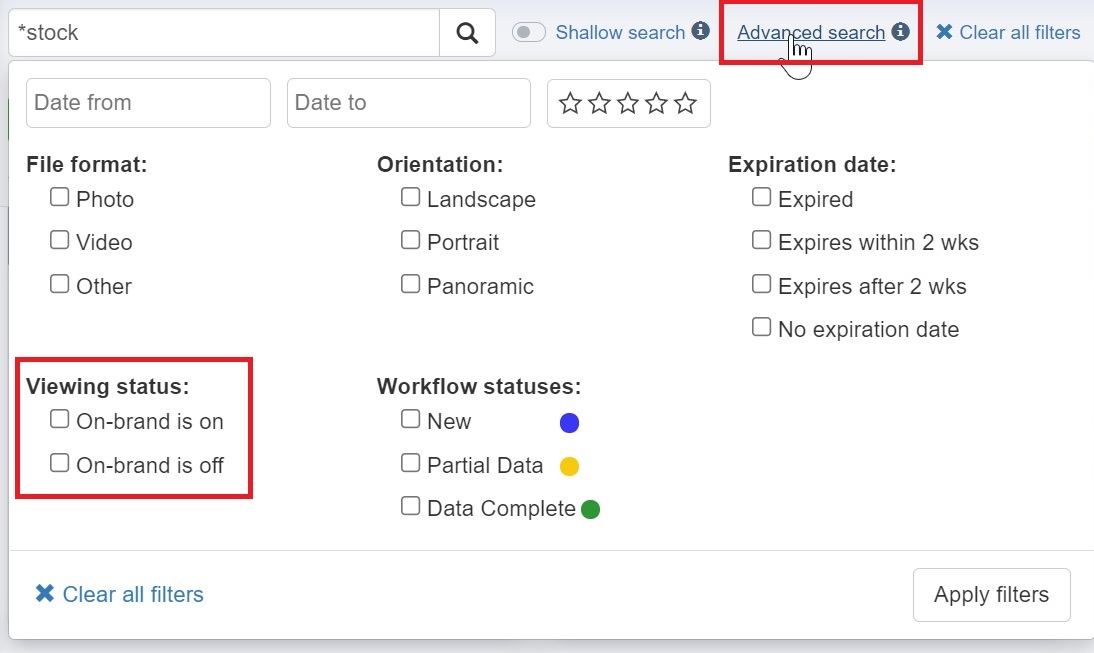 *stock
Shallow search
Advanced search
Clear all filters
Date from
Date to
File format:
Photo
Video
Other
Orientation:
Landscape
Portrait
Panoramic
Expiration date:
Expired
Expires within 2 wks
Expires after 2 wks
No expiration date
Viewing status:
On-brand is on
On-brand is off
Workflow statuses:
New
Partial Data
Data Complete
Clear all filters
Apply filters